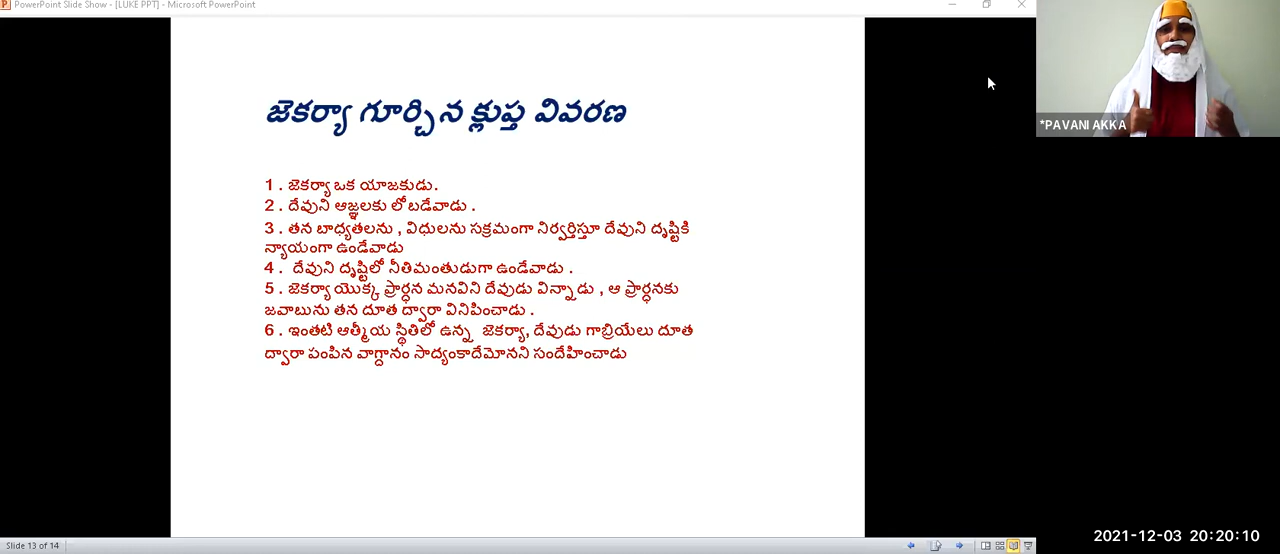 PowerPoint Slide Show - [LUKE PPT] - Microsoft PowerPoint
*PAVANI AKKA
జెకర్యా గూర్చిన క్లుప్త వివరణ
1 . జెకర్యా ఒక యాజకుడు.
2 . దేవుని ఆజ్ఞలకు లోబడేవాడు .
3 . తన బాధ్యతలను , విధులను సక్రమంగా నిర్వర్తిస్తూ దేవుని దృష్టికి
న్యాయంగా ఉండేవాడు
4 . దేవుని దృష్టిలో నీతిమంతుడుగా ఉండేవాడు .
5 . జెకర్యా యొక్క ప్రార్ధన మనవిని దేవుడు విన్నాడు , ఆ ప్రార్ధనకు
జవాబును తన దూత ద్వారా వినిపించాడు .
6 . ఇంతటి ఆత్మీయ స్థితిలో ఉన్న జెకర్యా, దేవుడు గాబ్రియేలు దూత
ద్వారా పంపిన వాగ్దానం సాద్యంకాదేమోనని సందేహించాడు
Slide 13 of 14
2021-12-03 20:20:10